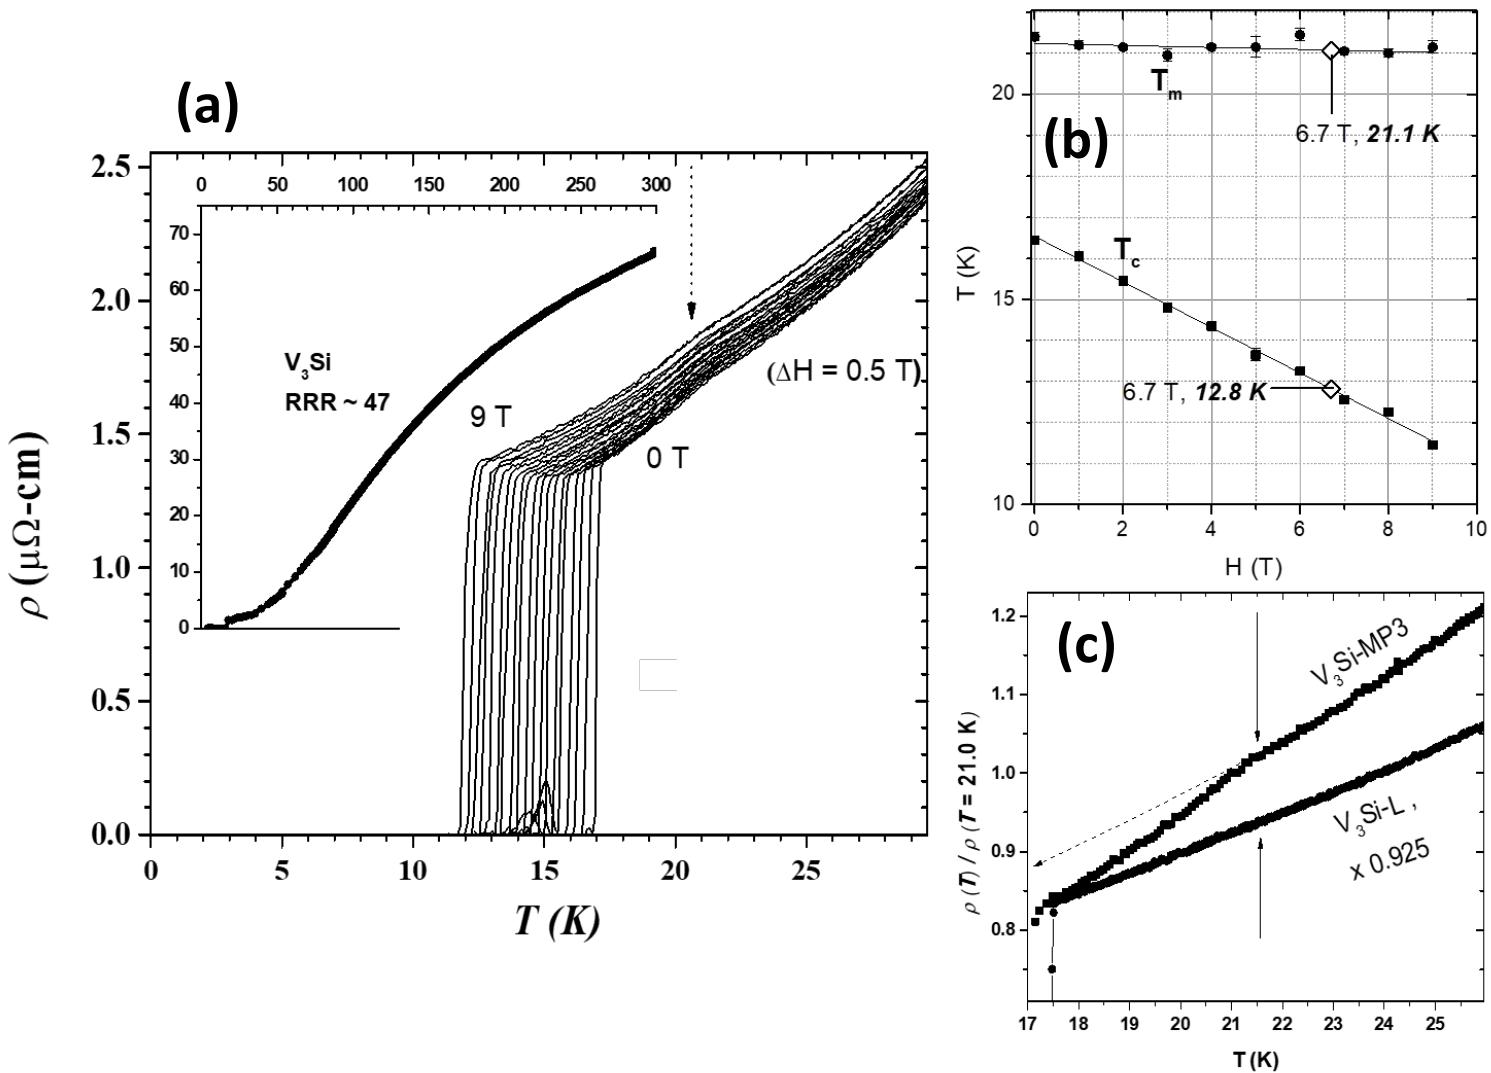 (a)
2.5
2.0
1.5
1.0
0.5
0.0
0 5 10 15 20 25
ρ (μΩ-cm)
T (K)
0 50 100 150 200 250 300
70
60
50
40
30
20
10
0
V3Si
RRR ~ 47
9 T
0 T
(ΔH = 0.5 T)
(b)
20
15
10
T (K)
0 2 4 6 8 10
H (T)
Tm
6.7 T, 21.1 K
Tc
6.7 T, 12.8 K
(c)
1.2
1.1
1.0
0.9
0.8
ρ (T) / ρ (T = 21.0 K)
17 18 19 20 21 22 23 24 25
T (K)
V3Si-MP3
V3Si-L ,
x 0.925